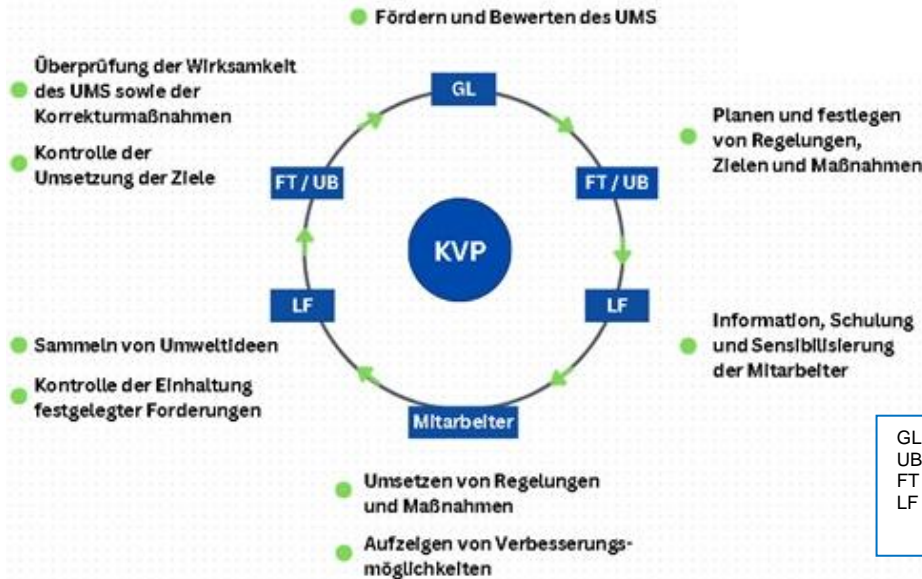 Fördern und Bewerten des UMS
GL
Überprüfung der Wirksamkeit
des UMS sowie der
Korrekturmaßnahmen
Kontrolle der
Umsetzung der Ziele
FT / UB
FT / UB
Planen und festlegen
von Regelungen,
Zielen und Maßnahmen
KVP
LF
LF
Sammeln von Umweltideen
Kontrolle der Einhaltung
festgelegter Forderungen
Information, Schulung
und Sensibilisierung
der Mitarbeiter
Mitarbeiter
Umsetzen von Regelungen
und Maßnahmen
Aufzeigen von Verbesserungs-
möglichkeiten
GL
UB
FT
LF